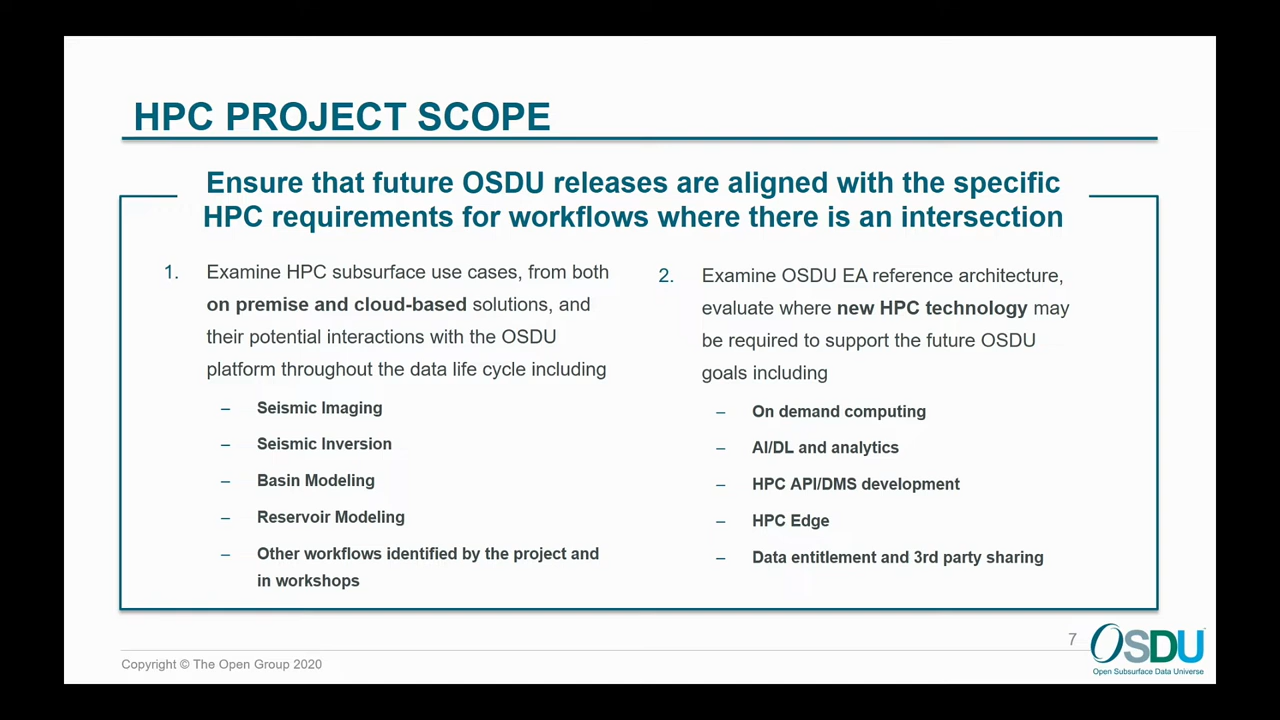 HPC PROJECT SCOPE
Ensure that future OSDU releases are aligned with the specific
HPC requirements for workflows where there is an intersection
1. Examine HPC subsurface use cases, from both
on premise and cloud-based solutions, and
their potential interactions with the OSDU
platform throughout the data life cycle including
– Seismic Imaging
– Seismic Inversion
– Basin Modeling
– Reservoir Modeling
– Other workflows identified by the project and
in workshops
2. Examine OSDU EA reference architecture,
evaluate where new HPC technology may
be required to support the future OSDU
goals including
– On demand computing
– AI/DL and analytics
– HPC API/DMS development
– HPC Edge
– Data entitlement and 3rd party sharing
7
Copyright © The Open Group 2020
OSDU
Open Subsurface Data Universe